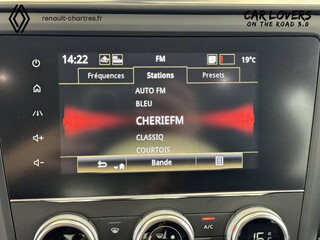 renault-chartres.fr
CAR LOVERS
ON THE ROAD 3.0
14:22 FM 19°c
Fréquences Stations Presets
AUTO FM
BLEU
CHERIEFM
CLASSIQ
COURTOIS
Bande
A/C